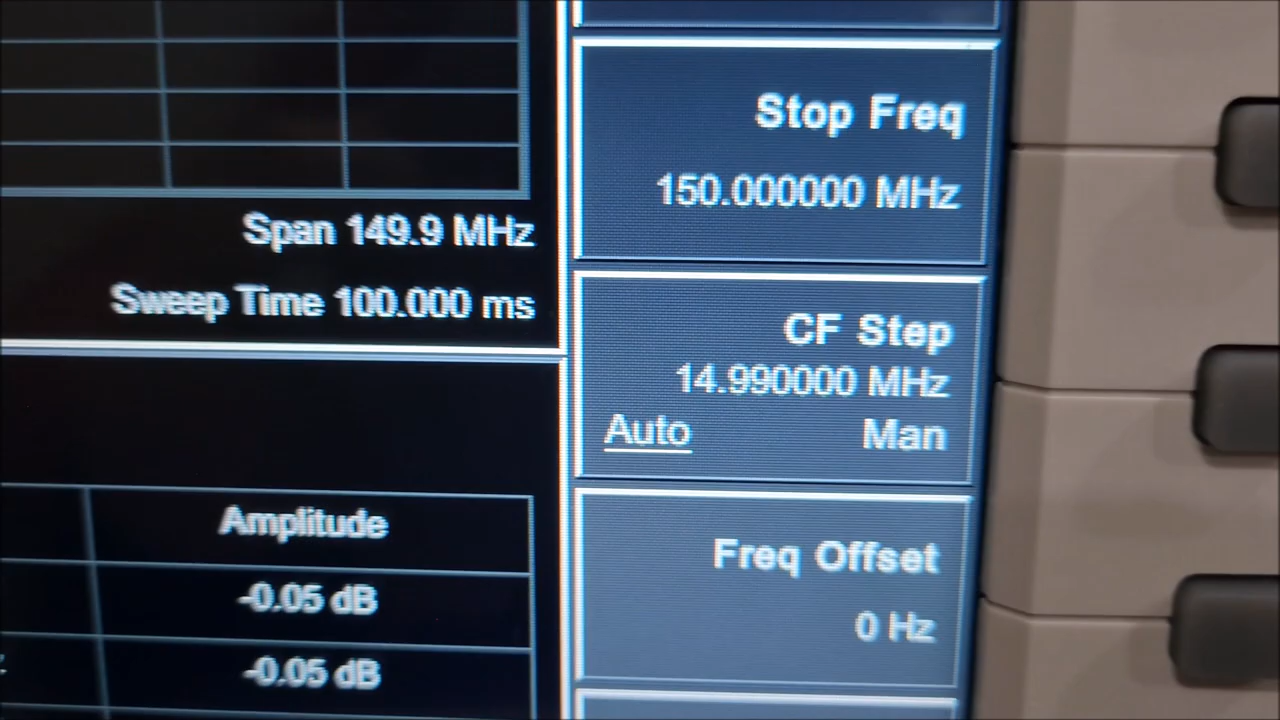 Stop Freq
150.000000 MHz
Span 149.9 MHz
Sweep Time 100.000 ms
CF Step
14.990000 MHz
Auto Man
Amplitude
-0.05 dB
-0.05 dB
Freq Offset
0 Hz